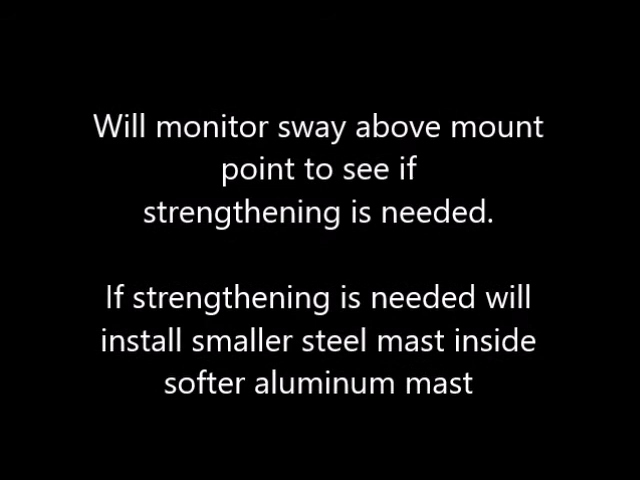 Will monitor sway above mount
point to see if
strengthening is needed.
If strengthening is needed will
install smaller steel mast inside
softer aluminum mast